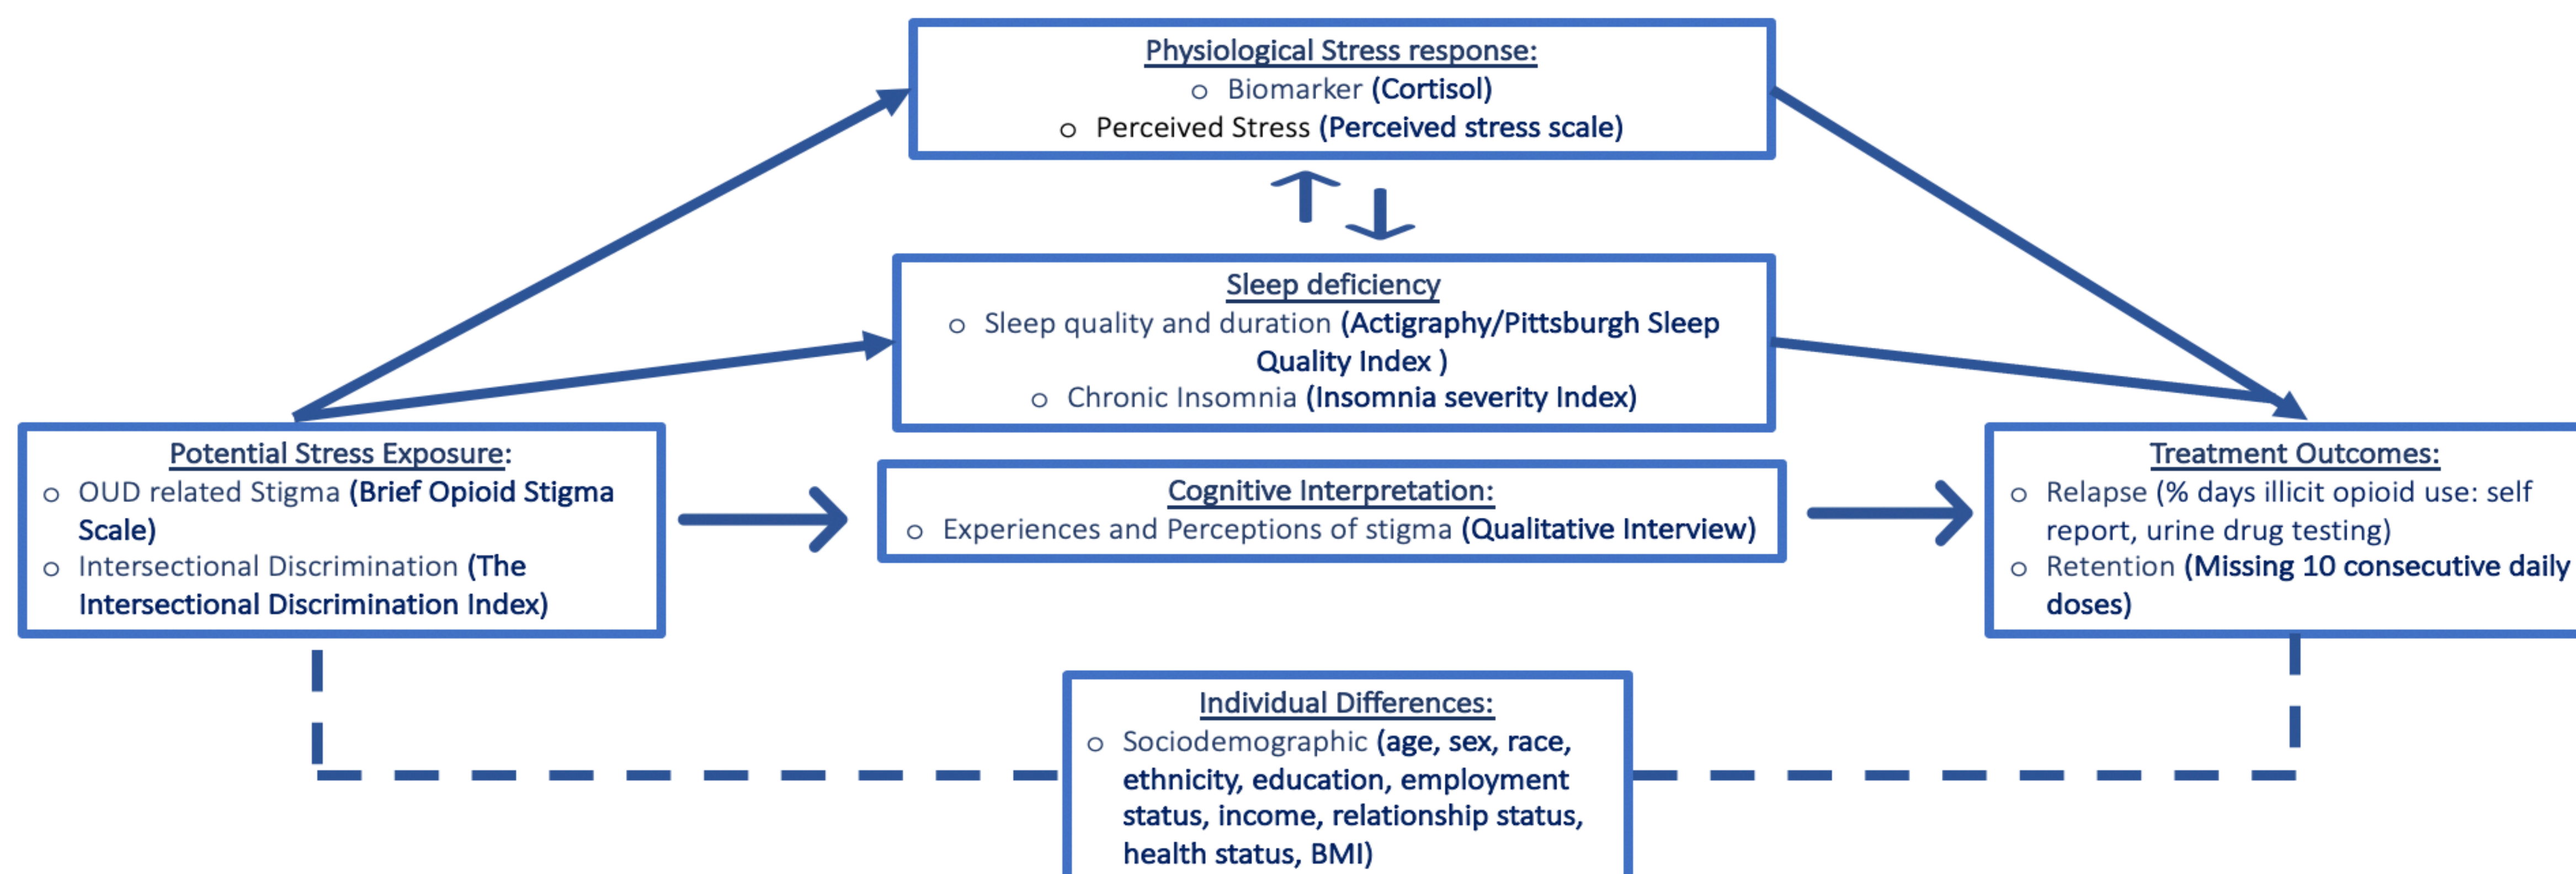 Physiological Stress response:
o Biomarker (Cortisol)
o Perceived Stress (Perceived stress scale)
Sleep deficiency
o Sleep quality and duration (Actigraphy/Pittsburgh Sleep
Quality Index )
o Chronic Insomnia (Insomnia severity Index)
Potential Stress Exposure:
o OUD related Stigma (Brief Opioid Stigma
Scale)
o Intersectional Discrimination (The
Intersectional Discrimination Index)
Cognitive Interpretation:
o Experiences and Perceptions of stigma (Qualitative Interview)
Treatment Outcomes:
o Relapse (% days illicit opioid use: self
report, urine drug testing)
o Retention (Missing 10 consecutive daily
doses)
Individual Differences:
o Sociodemographic (age, sex, race,
ethnicity, education, employment
status, income, relationship status,
health status, BMI)